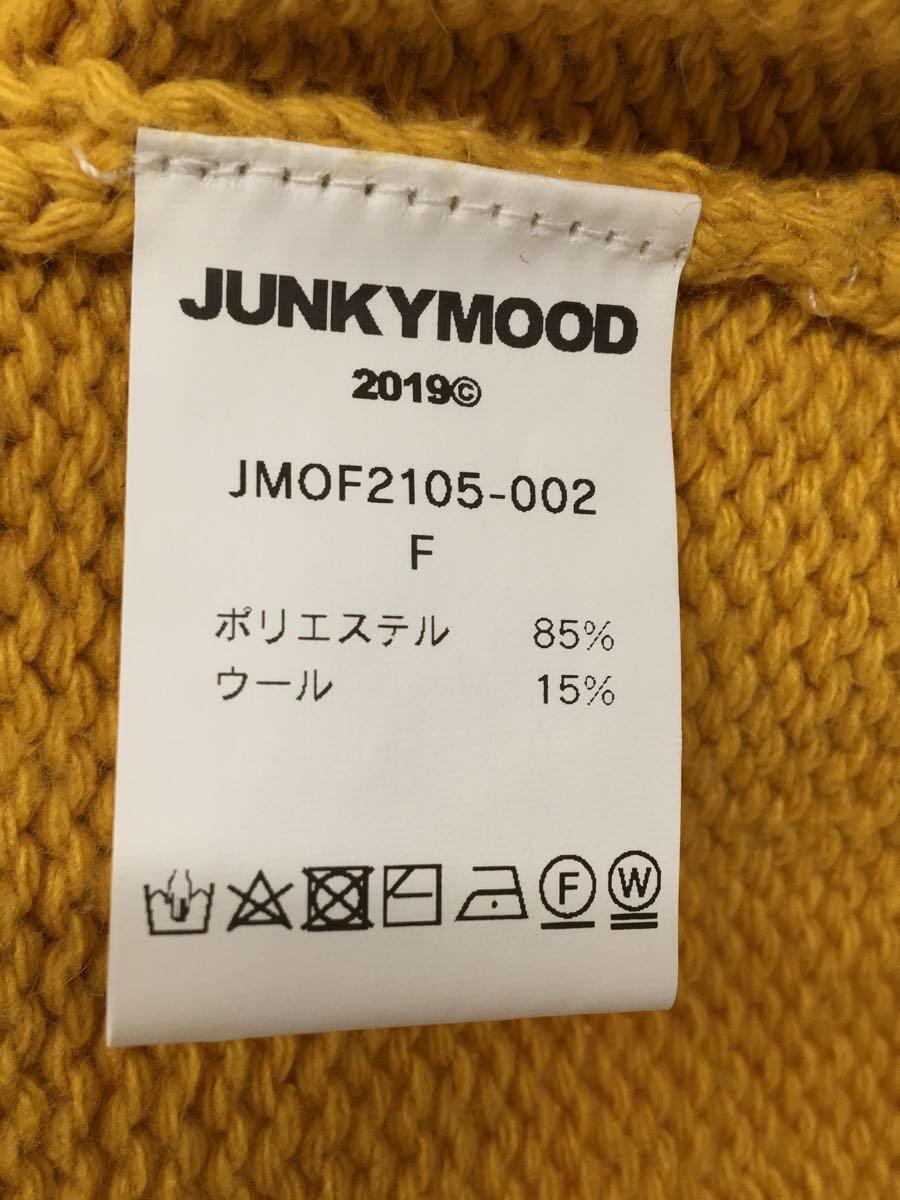 JUNKYMOOD
2019©
JMOF2105-002
F
ポリエステル 85%
ウール 15%
F W